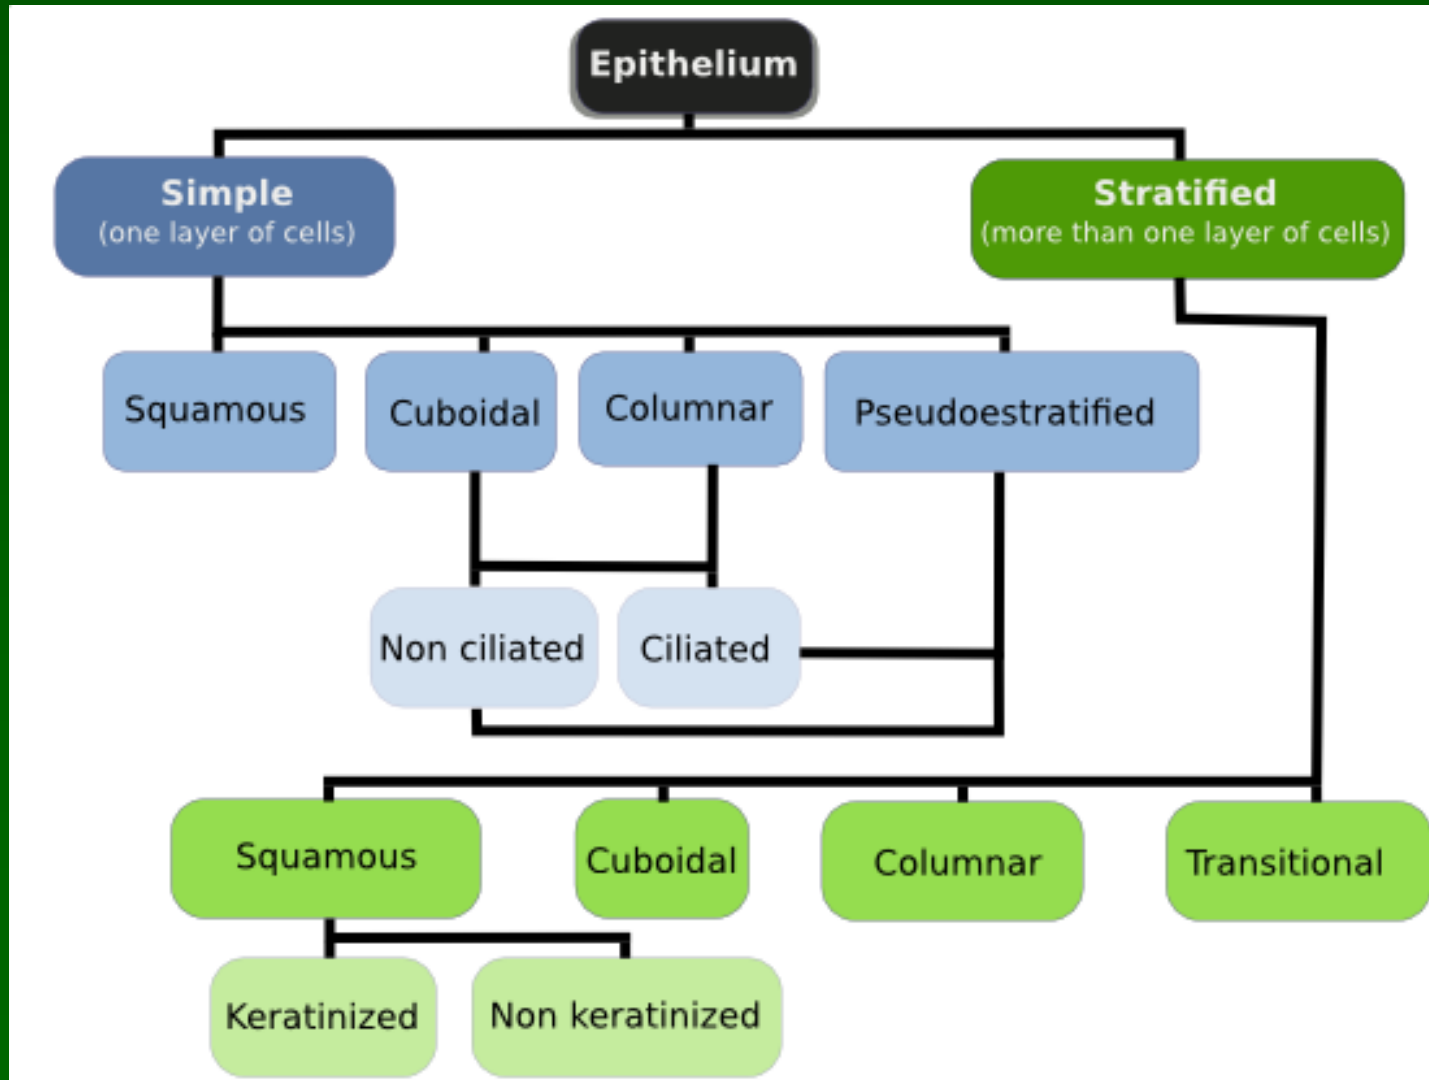 Epithelium
Simple
(one layer of cells)
Stratified
(more than one layer of cells)
Squamous
Cuboidal
Columnar
Pseudoestratified
Non ciliated
Ciliated
Squamous
Cuboidal
Columnar
Transitional
Keratinized
Non keratinized